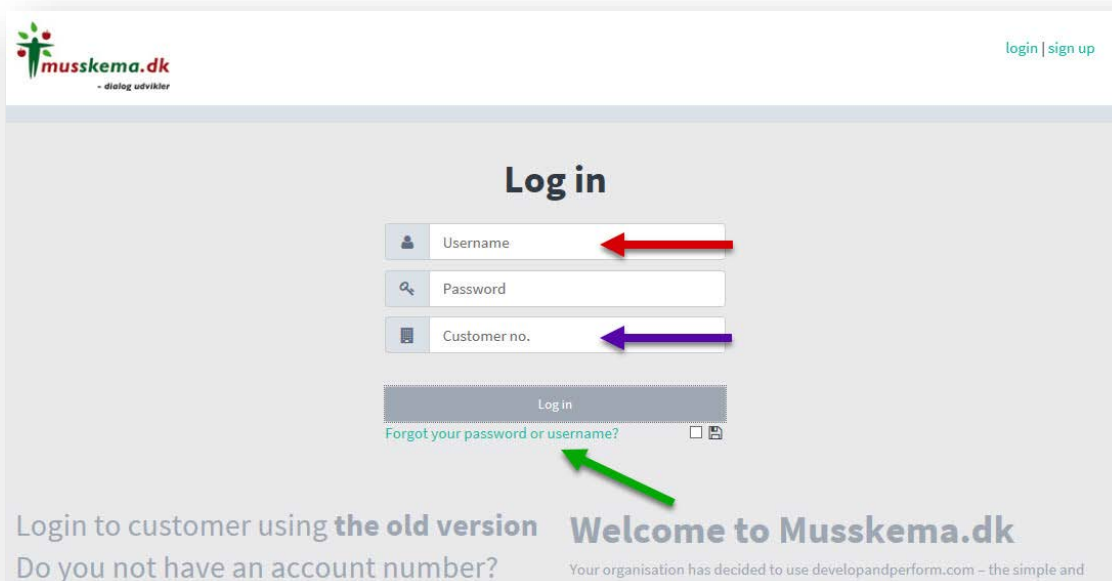 musskema.dk
- dialog udvikler
login | sign up
Log in
Username
Password
Customer no.
Log in
Forgot your password or username?
Login to customer using the old version
Do you not have an account number?
Welcome to Musskema.dk
Your organisation has decided to use developandperform.com – the simple and